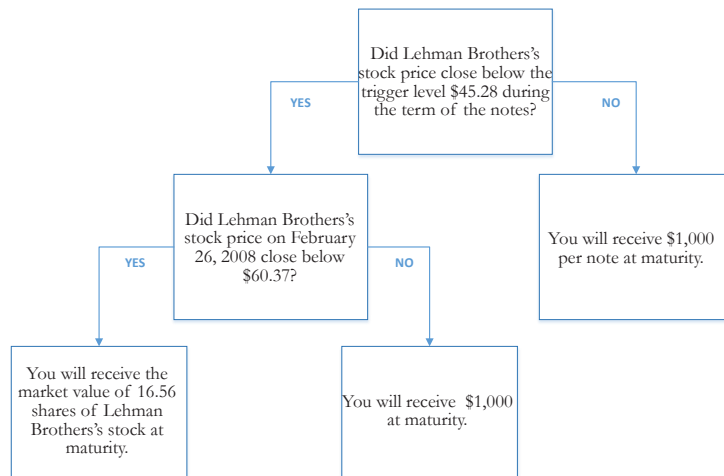 Did Lehman Brothers's
stock price close below the
trigger level $45.28 during
the term of the notes?
YES
NO
Did Lehman Brothers's
stock price on February
26, 2008 close below
$60.37?
You will receive $1,000
per note at maturity.
YES
NO
You will receive the
market value of 16.56
shares of Lehman
Brothers's stock at
maturity.
You will receive $1,000
at maturity.